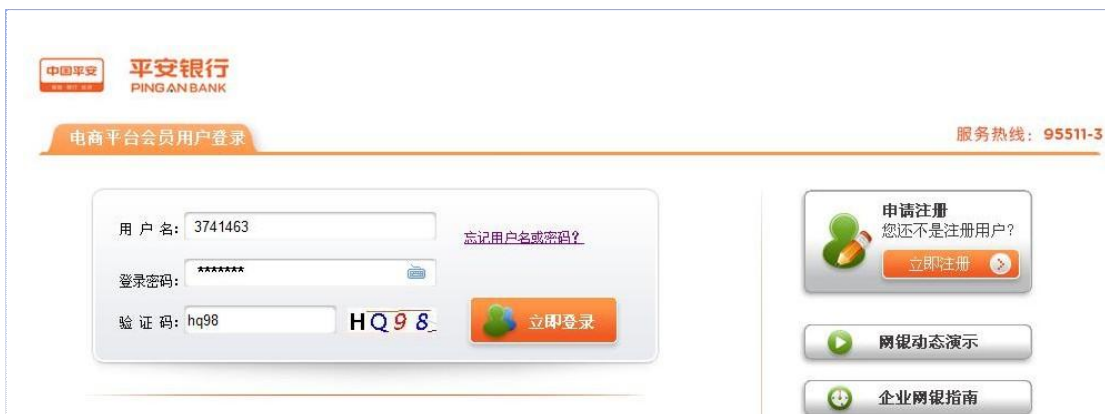 中国平安
平安银行
PINGAN BANK
电商平台会员用户登录
服务热线：95511-3
用 户 名: 3741463
忘记用户名或密码？
登录密码: *******
验 证 码: hq98
HQ98
立即登录
申请注册
您还不是注册用户？
立即注册
网银动态演示
企业网银指南